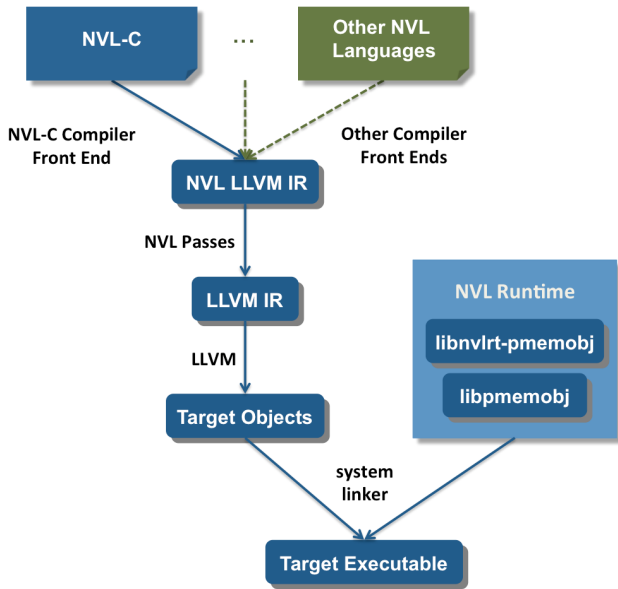 NVL-C
...
Other NVL
Languages
NVL-C Compiler
Front End
Other Compiler
Front Ends
NVL LLVM IR
NVL Passes
LLVM IR
NVL Runtime
libnvlrt-pmemobj
LLVM
libpmemobj
Target Objects
system
linker
Target Executable